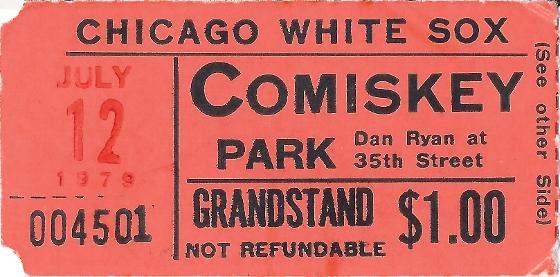 CHICAGO WHITE SOX
JULY
12
1979
004501
COMISKEY
PARK
Dan Ryan at
35th Street
GRANDSTAND
$1.00
NOT REFUNDABLE
(See other Side)